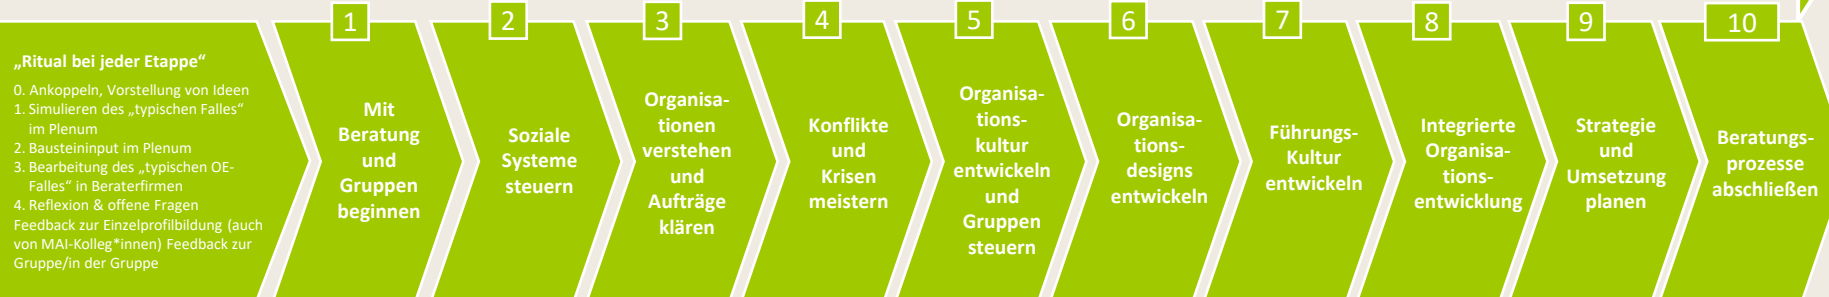 „Ritual bei jeder Etappe“
0. Ankoppeln, Vorstellung von Ideen
1. Simulieren des „typischen Falles“
im Plenum
2. Bausteininput im Plenum
3. Bearbeitung des „typischen OE-
Falles“ in Beraterfirmen
4. Reflexion & offene Fragen
Feedback zur Einzelprofilbildung (auch
von MAI-Kolleg*innen) Feedback zur
Gruppe/in der Gruppe
1
Mit
Beratung
und
Gruppen
beginnen
2
Soziale
Systeme
steuern
3
Organisa-
tionen
verstehen
und
Aufträge
klären
4
Konflikte
und
Krisen
meistern
5
Organisa-
tions-
kultur
entwickeln
und
Gruppen
steuern
6
Organisa-
tions-
designs
entwickeln
7
Führungs-
Kultur
entwickeln
8
Integrierte
Organisa-
tions-
entwicklung
9
Strategie
und
Umsetzung
planen
10
Beratungs-
prozesse
abschließen